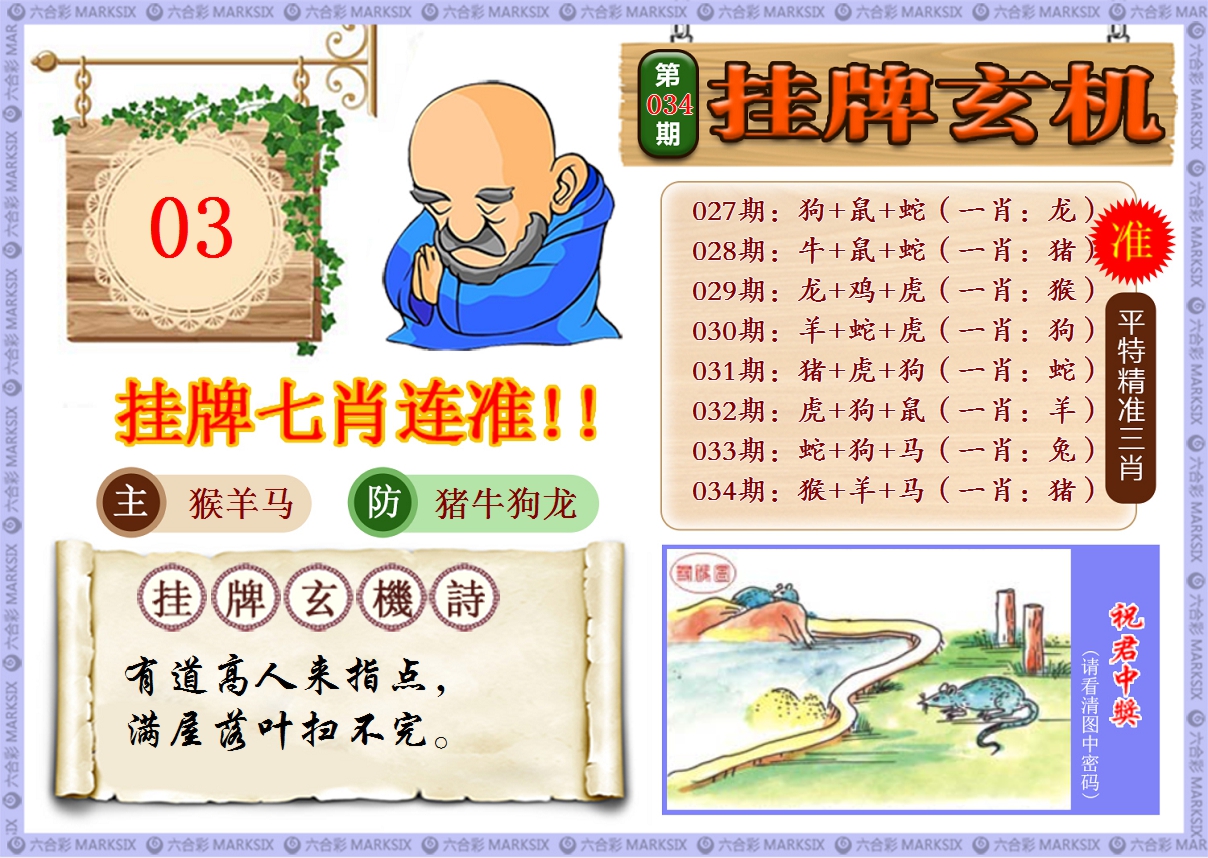 六合彩 MARKSIX
第
034
期
挂牌玄机
03
挂牌七肖连准!!
主 猴羊马
防 猪牛狗龙
挂牌玄機詩
有道高人来指点，
满屋落叶扫不完。
027期：狗+鼠+蛇（一肖：龙）
028期：牛+鼠+蛇（一肖：猪）
029期：龙+鸡+虎（一肖：猴）
030期：羊+蛇+虎（一肖：狗）
031期：猪+虎+狗（一肖：蛇）
032期：虎+狗+鼠（一肖：羊）
033期：蛇+狗+马（一肖：兔）
034期：猴+羊+马（一肖：猪）
准
平特精准三肖
祝君中奖
（请看清图中密码）